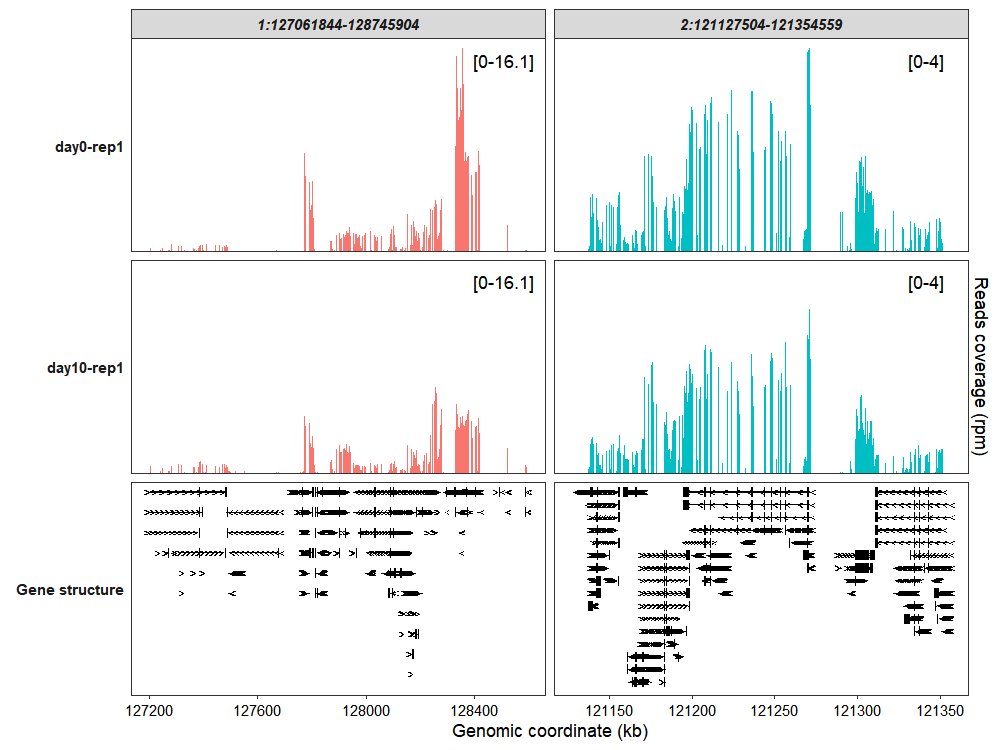 1:127061844-128745904 2:121127504-121354559
[0-16.1] [0-4]
day0-rep1
[0-16.1] [0-4]
day10-rep1
Reads coverage (rpm)
Gene structure
127200 127600 128000 128400 121150 121200 121250 121300 121350
Genomic coordinate (kb)